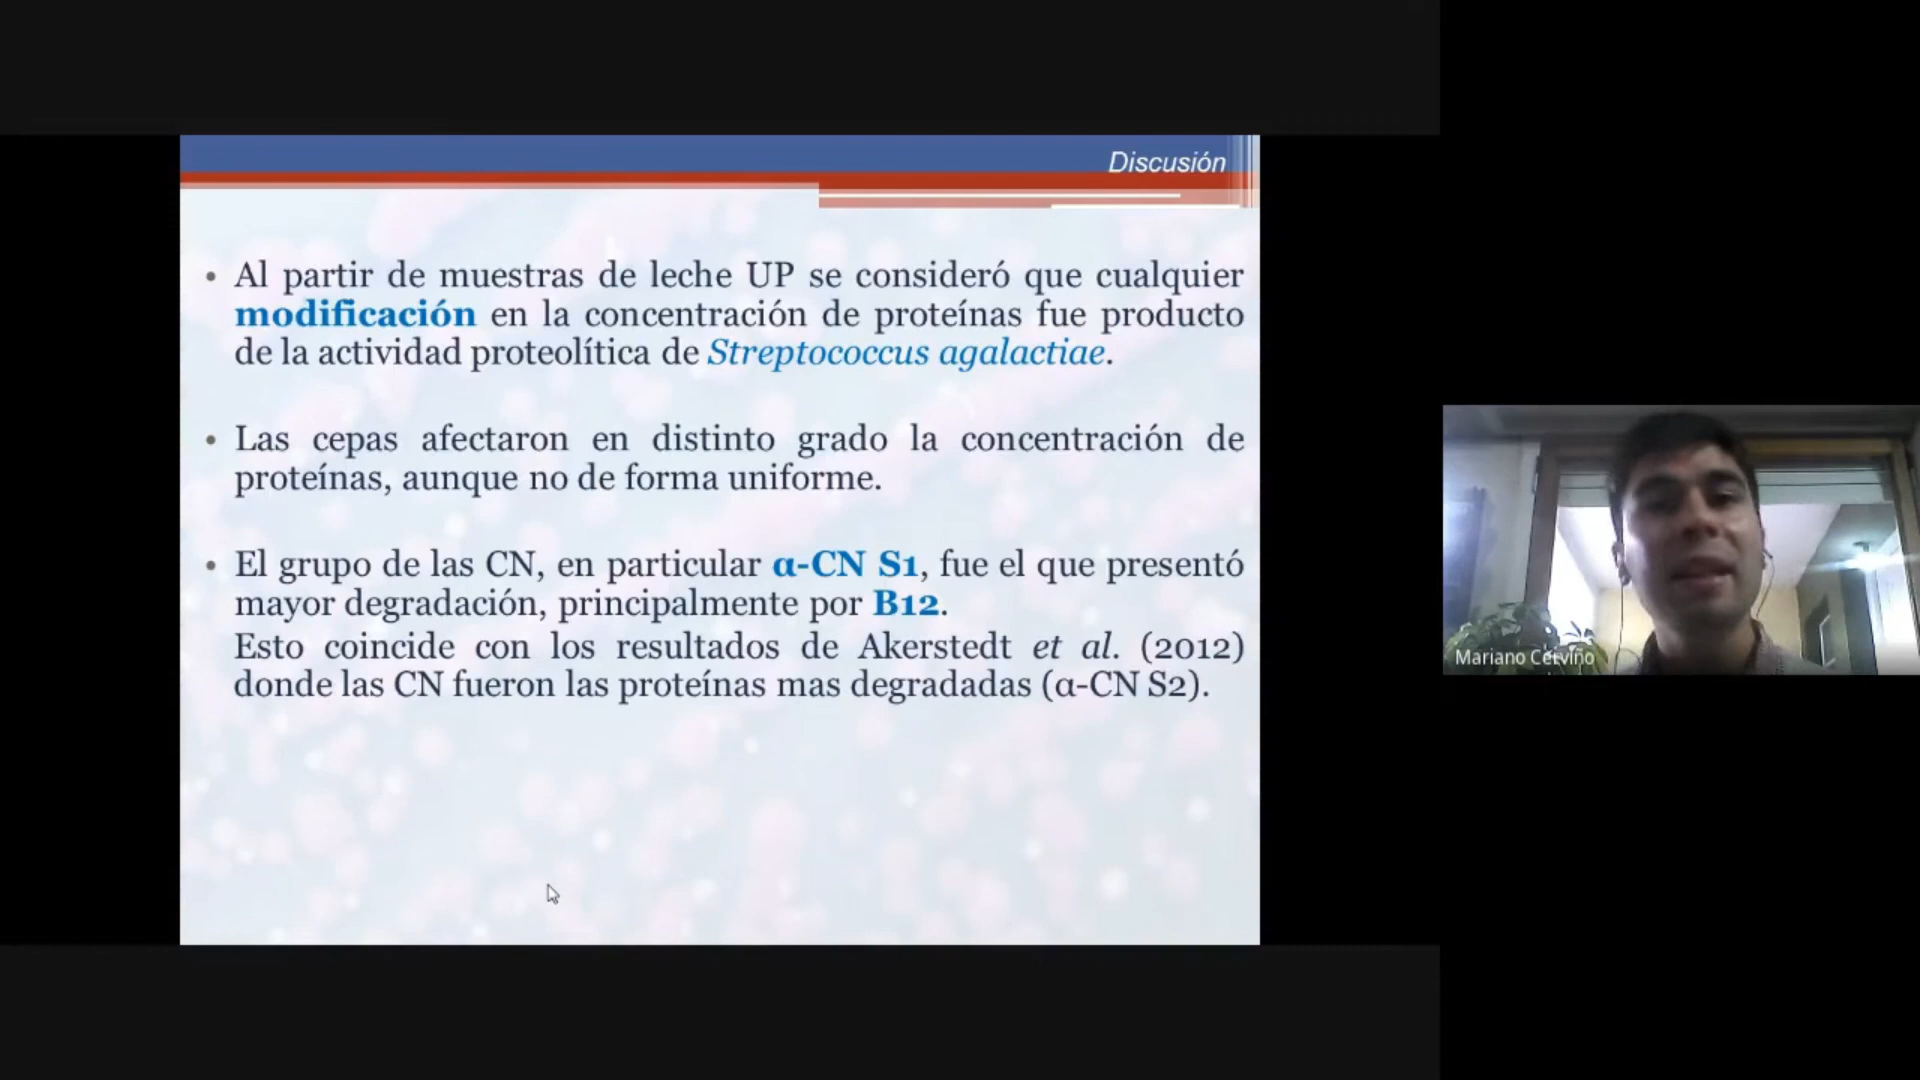 Discusión
• Al partir de muestras de leche UP se consideró que cualquier
modificación en la concentración de proteínas fue producto
de la actividad proteolítica de Streptococcus agalactiae.
• Las cepas afectaron en distinto grado la concentración de
proteínas, aunque no de forma uniforme.
• El grupo de las CN, en particular α-CN S1, fue el que presentó
mayor degradación, principalmente por B12.
Esto coincide con los resultados de Akerstedt et al. (2012)
donde las CN fueron las proteínas mas degradadas (α-CN S2).
Mariano Cerviño